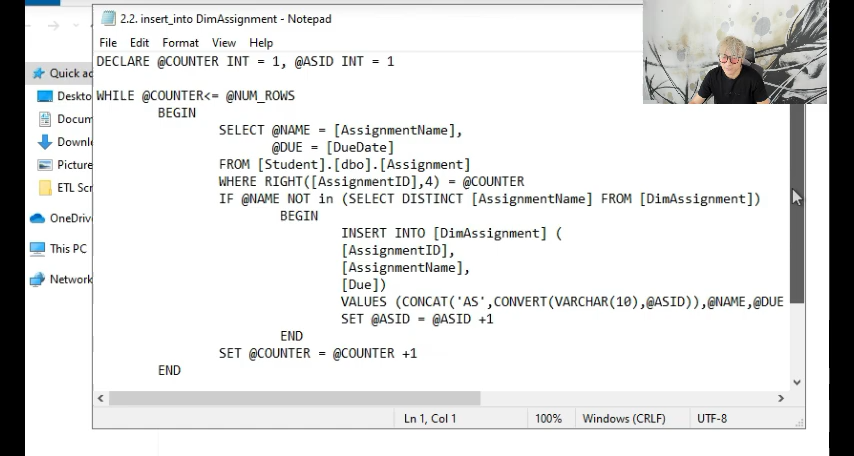 2.2. insert_into DimAssignment - Notepad
File Edit Format View Help
DECLARE @COUNTER INT = 1, @ASID INT = 1
WHILE @COUNTER<= @NUM_ROWS
BEGIN
SELECT @NAME = [AssignmentName],
@DUE = [DueDate]
FROM [Student].[dbo].[Assignment]
WHERE RIGHT([AssignmentID],4) = @COUNTER
IF @NAME NOT in (SELECT DISTINCT [AssignmentName] FROM [DimAssignment])
BEGIN
INSERT INTO [DimAssignment] (
[AssignmentID],
[AssignmentName],
[Due])
VALUES (CONCAT('AS',CONVERT(VARCHAR(10),@ASID)),@NAME,@DUE
SET @ASID = @ASID +1
END
SET @COUNTER = @COUNTER +1
END
Quick ac
Deskto
Docum
Downl
Picture
ETL Scr
OneDriv
This PC
Network
Ln 1, Col 1 100% Windows (CRLF) UTF-8